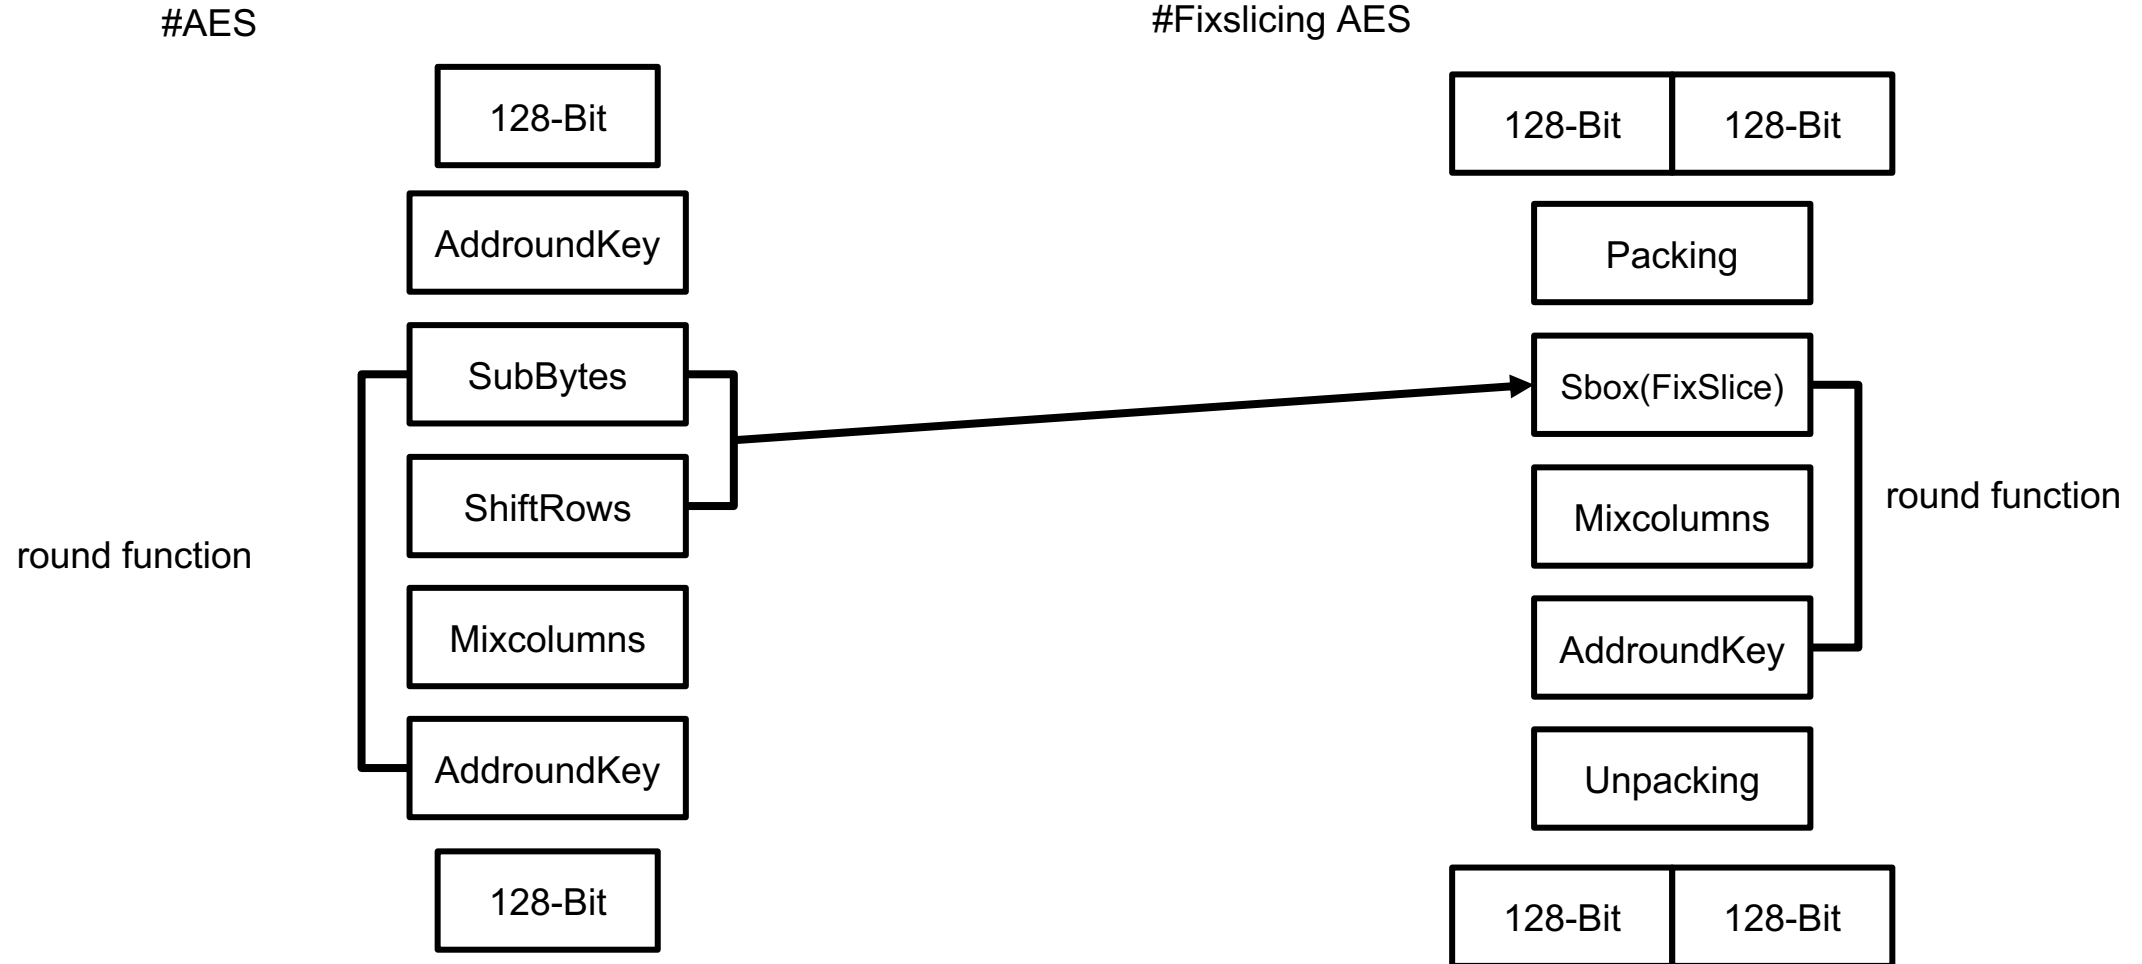 #AES
128-Bit
AddroundKey
SubBytes
ShiftRows
Mixcolumns
AddroundKey
128-Bit
round function
#Fixslicing AES
128-Bit 128-Bit
Packing
Sbox(FixSlice)
Mixcolumns
AddroundKey
Unpacking
128-Bit 128-Bit
round function